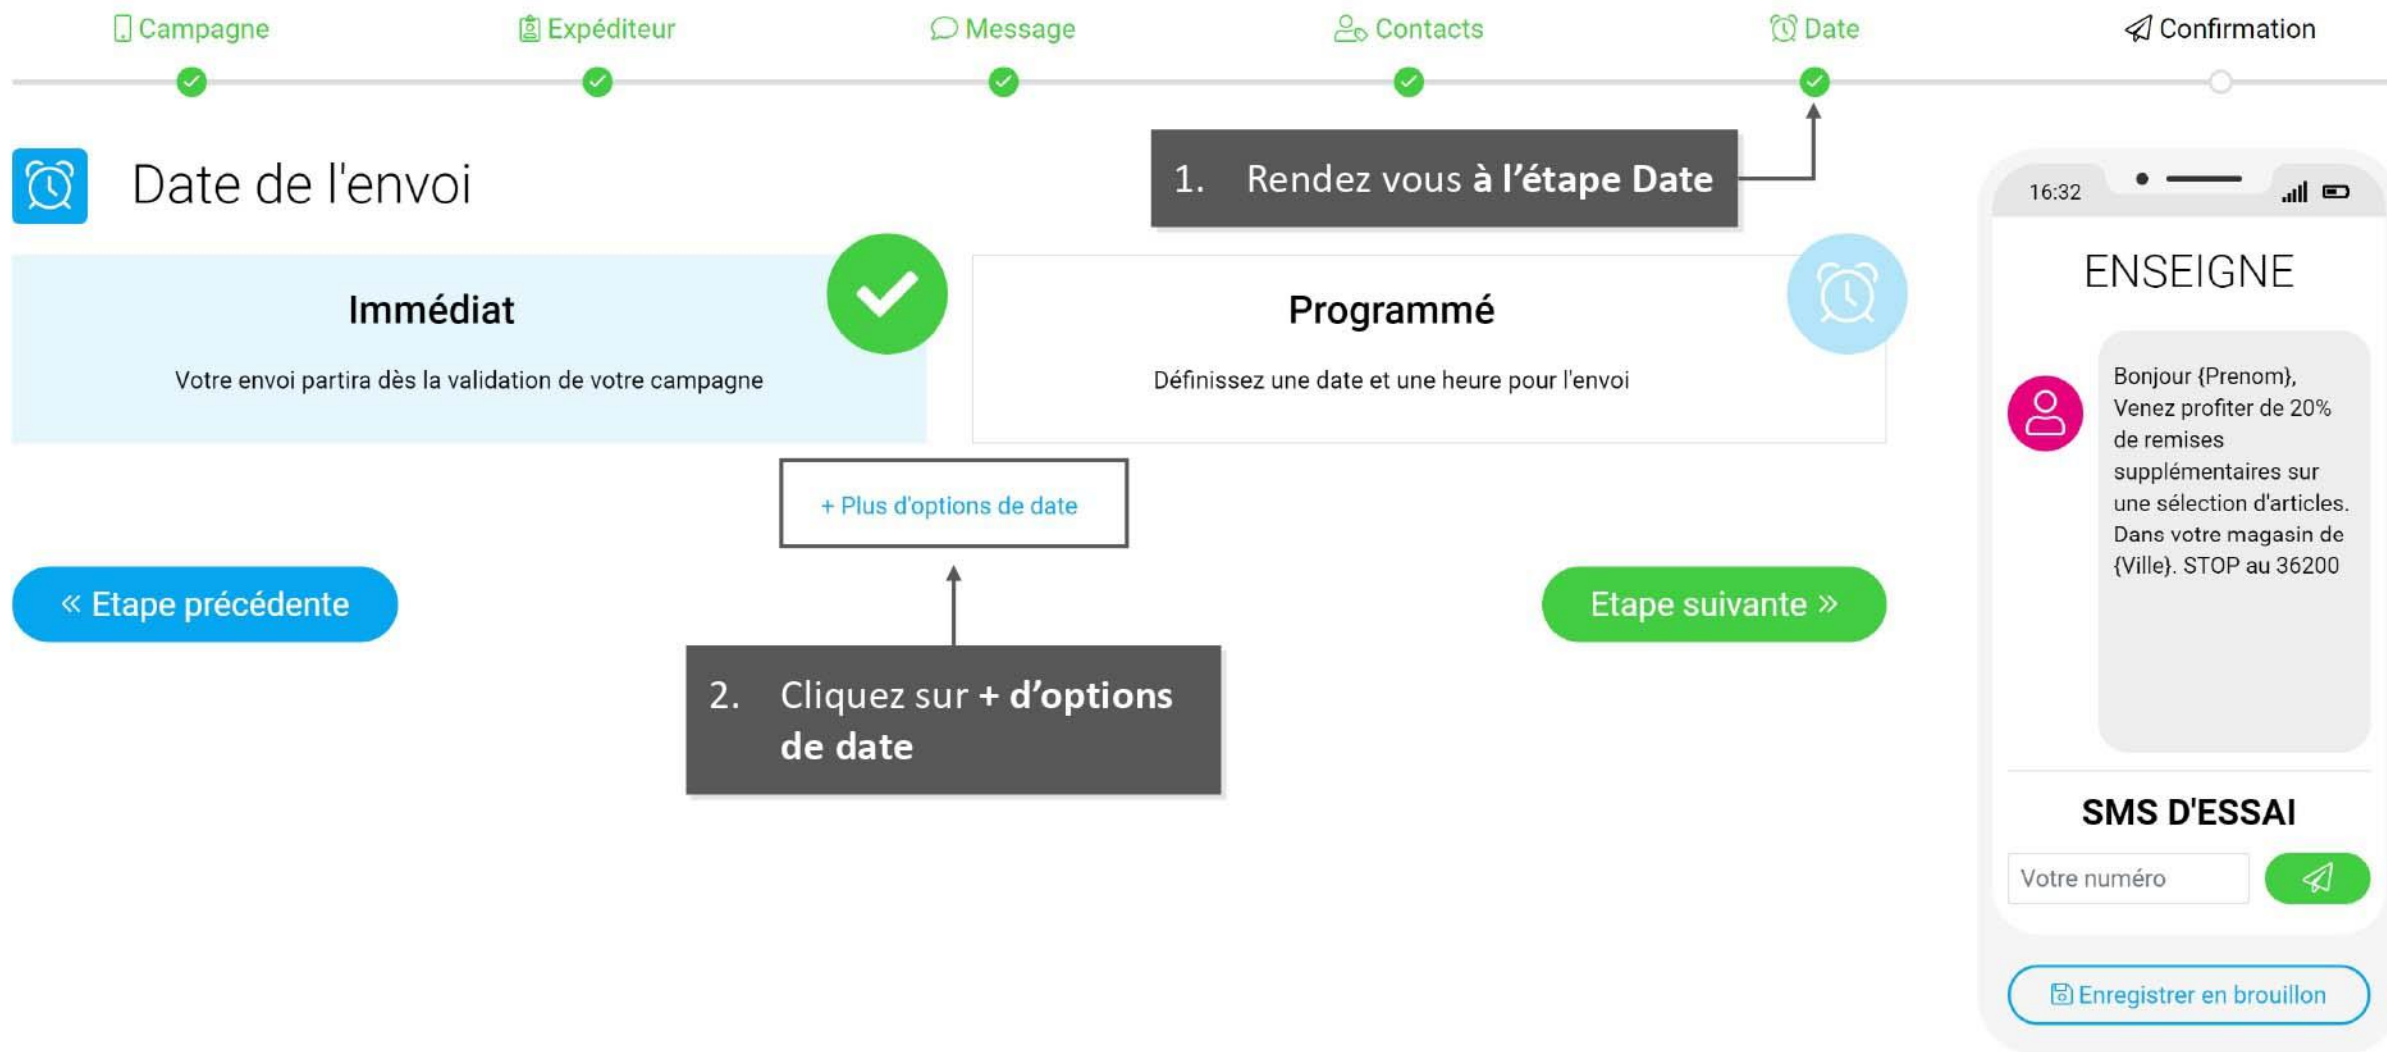 Campagne
Expéditeur
Message
Contacts
Date
Confirmation
1. Rendez vous à l’étape Date
Date de l'envoi
Immédiat
Votre envoi partira dès la validation de votre campagne
Programmé
Définissez une date et une heure pour l'envoi
+ Plus d'options de date
« Etape précédente
Etape suivante »
2. Cliquez sur + d’options
de date
16:32
ENSEIGNE
Bonjour {Prenom},
Venez profiter de 20%
de remises
supplémentaires sur
une sélection d'articles.
Dans votre magasin de
{Ville}. STOP au 36200
SMS D'ESSAI
Votre numéro
Enregistrer en brouillon